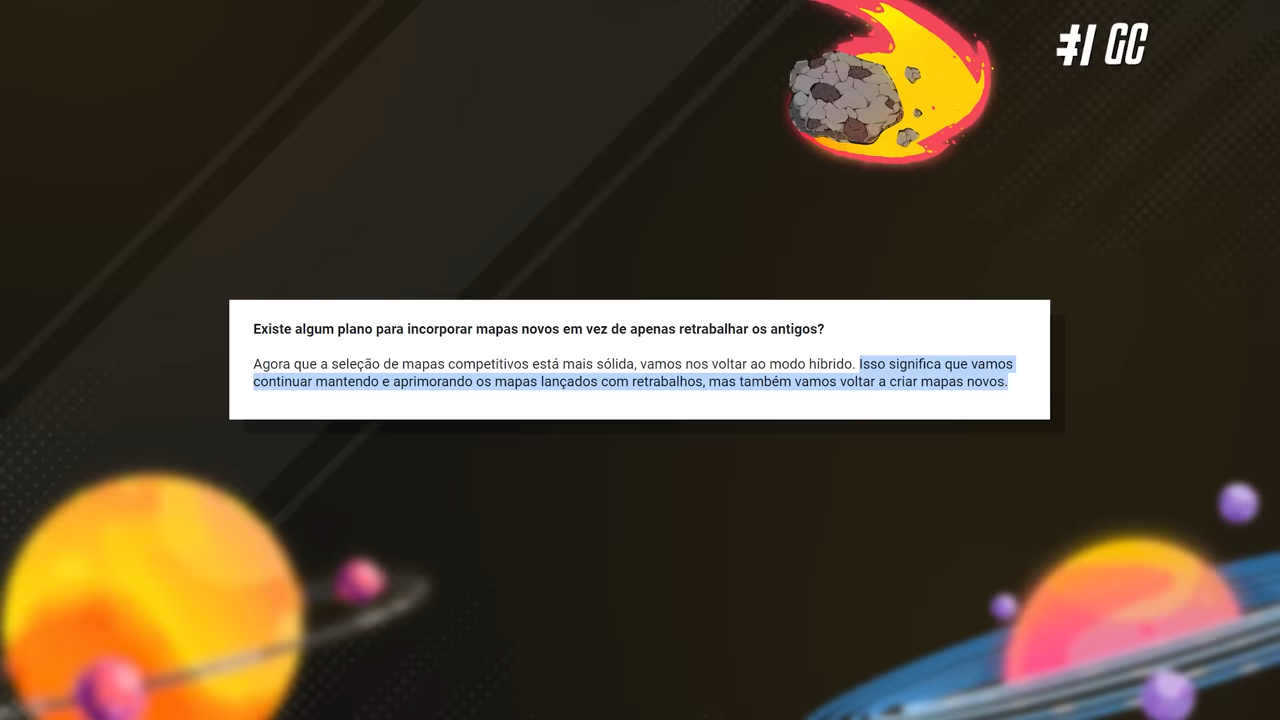 #1 GC
Existe algum plano para incorporar mapas novos em vez de apenas retrabalhar os antigos?
Agora que a seleção de mapas competitivos está mais sólida, vamos nos voltar ao modo híbrido. Isso significa que vamos
continuar mantendo e aprimorando os mapas lançados com retrabalhos, mas também vamos voltar a criar mapas novos.